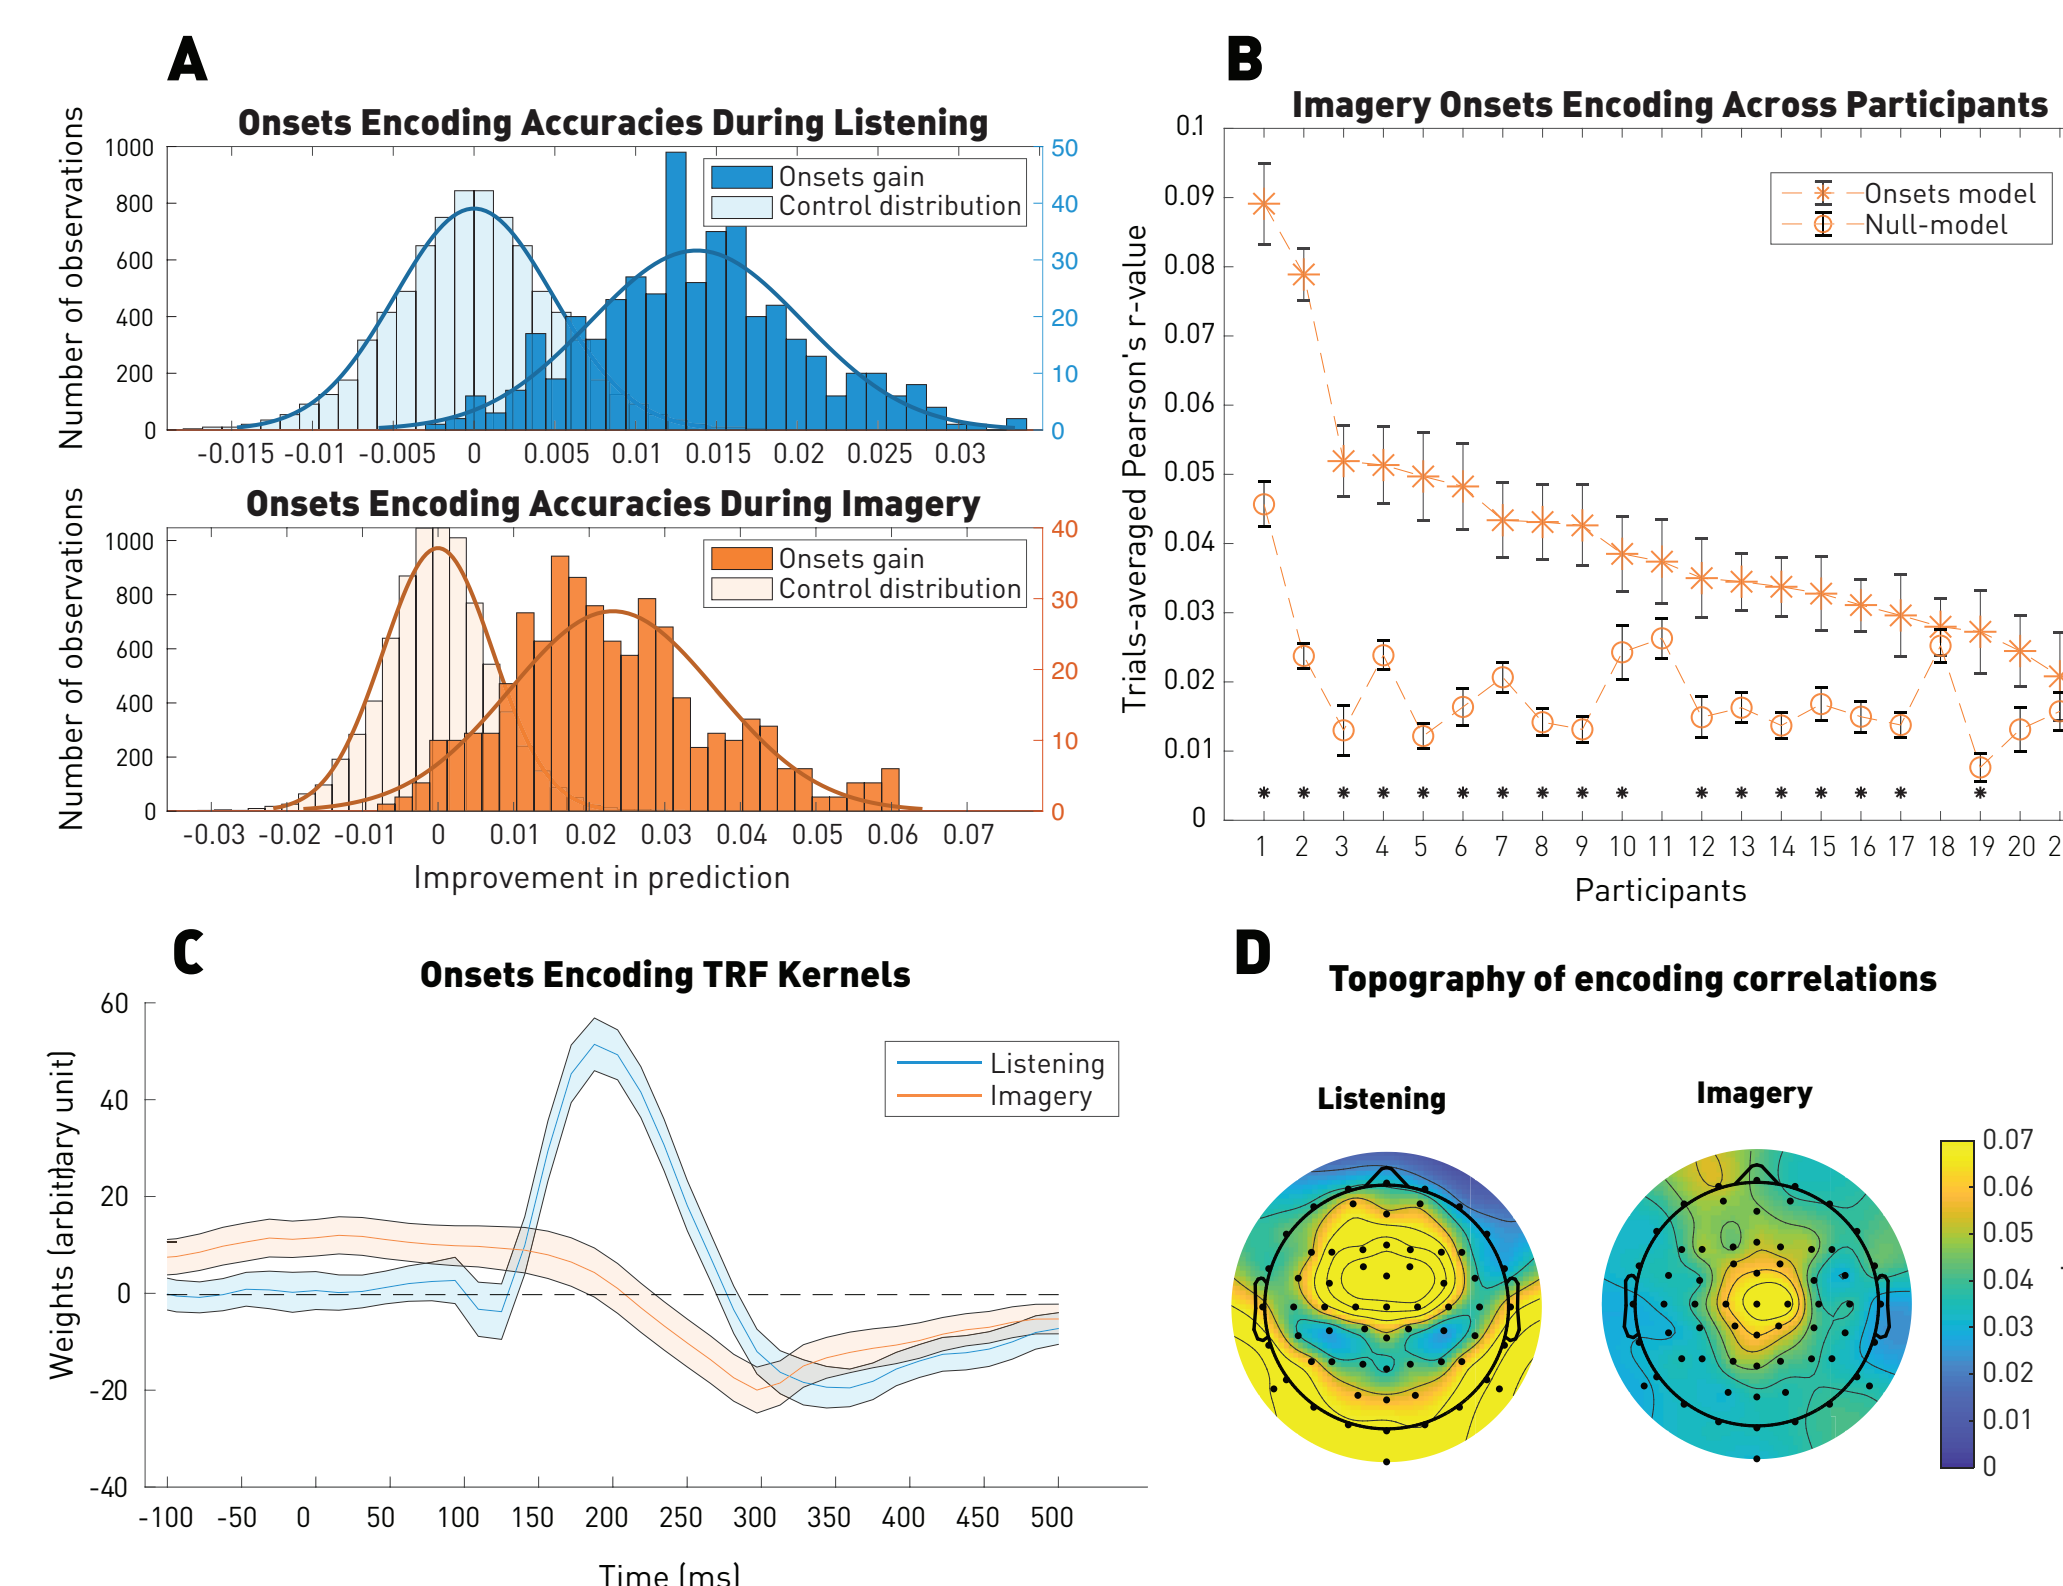 A
Onsets Encoding Accuracies During Listening
Number of observations
1000
800
600
400
200
0
50
40
30
20
10
0
Onsets gain
Control distribution
-0.015 -0.01 -0.005 0 0.005 0.01 0.015 0.02 0.025 0.03
Onsets Encoding Accuracies During Imagery
Number of observations
1000
800
600
400
200
0
40
30
20
10
0
Onsets gain
Control distribution
-0.03 -0.02 -0.01 0 0.01 0.02 0.03 0.04 0.05 0.06 0.07
Improvement in prediction
B
Imagery Onsets Encoding Across Participants
Trials-averaged Pearson's r-value
0.1
0.09
0.08
0.07
0.06
0.05
0.04
0.03
0.02
0.01
0
Onsets model
Null-model
1 2 3 4 5 6 7 8 9 10 11 12 13 14 15 16 17 18 19 20 2
Participants
C
Onsets Encoding TRF Kernels
Weights (arbitrary unit)
60
40
20
0
-20
-40
Listening
Imagery
-100 -50 0 50 100 150 200 250 300 350 400 450 500
Time (ms)
D
Topography of encoding correlations
Listening
Imagery
0.07
0.06
0.05
0.04
0.03
0.02
0.01
0